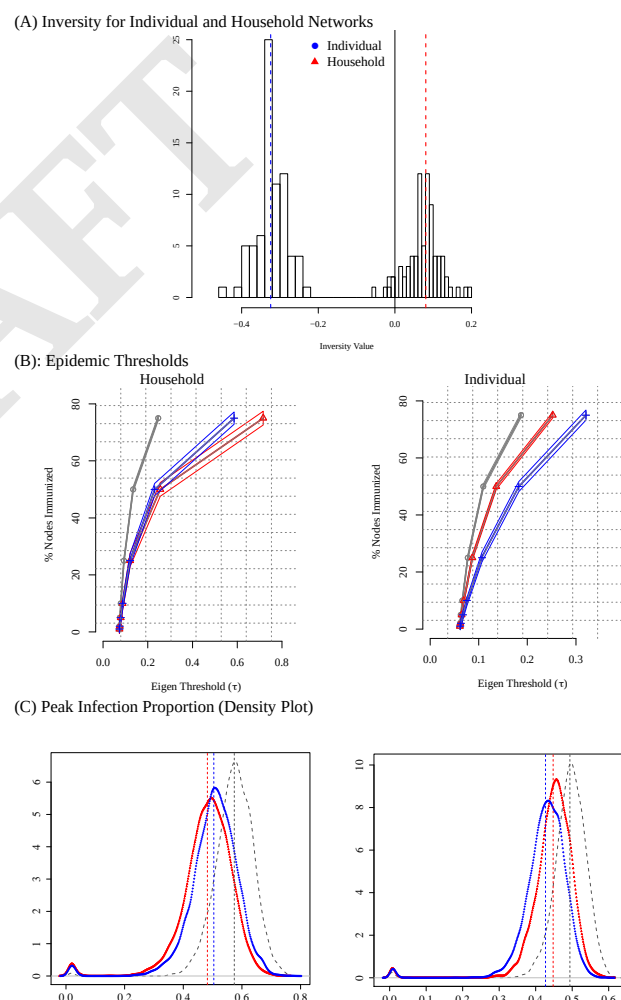 (A) Inversity for Individual and Household Networks
Individual
Household
25
20
15
10
5
0
−0.4 −0.2 0.0 0.2
Inversity Value
(B): Epidemic Thresholds
Household
% Nodes Immunized
80
60
40
20
0
0.0 0.2 0.4 0.6 0.8
Eigen Threshold (τ)
Individual
% Nodes Immunized
80
60
40
20
0
0.0 0.1 0.2 0.3
Eigen Threshold (τ)
(C) Peak Infection Proportion (Density Plot)
6
5
4
3
2
1
0
0.0 0.2 0.4 0.6 0.8
10
8
6
4
2
0
0.0 0.1 0.2 0.3 0.4 0.5 0.6
AFT